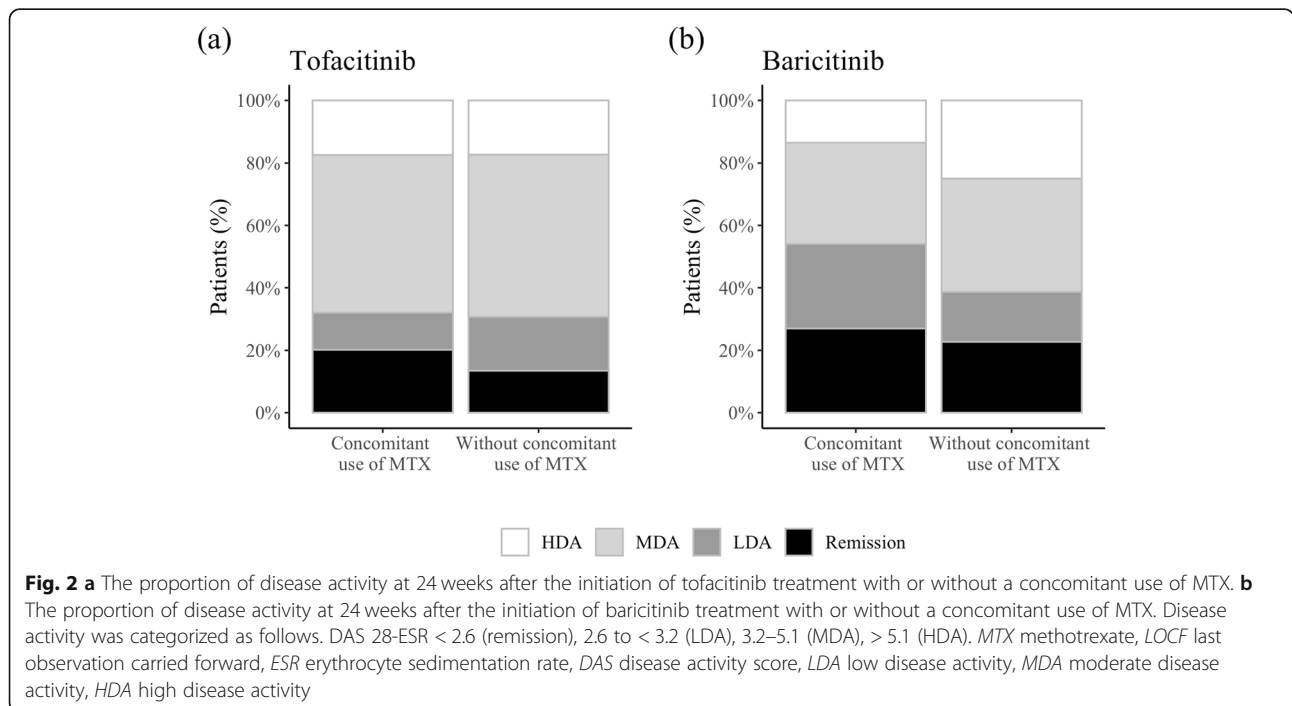 (a)
Tofacitinib
Patients (%)
100%
80%
60%
40%
20%
0%
Concomitant
use of MTX
Without concomitant
use of MTX
(b)
Baricitinib
Patients (%)
100%
80%
60%
40%
20%
0%
Concomitant
use of MTX
Without concomitant
use of MTX
HDA MDA LDA Remission
Fig. 2 a The proportion of disease activity at 24 weeks after the initiation of tofacitinib treatment with or without a concomitant use of MTX. b
The proportion of disease activity at 24 weeks after the initiation of baricitinib treatment with or without a concomitant use of MTX. Disease
activity was categorized as follows. DAS 28-ESR < 2.6 (remission), 2.6 to < 3.2 (LDA), 3.2–5.1 (MDA), > 5.1 (HDA). MTX methotrexate, LOCF last
observation carried forward, ESR erythrocyte sedimentation rate, DAS disease activity score, LDA low disease activity, MDA moderate disease
activity, HDA high disease activity